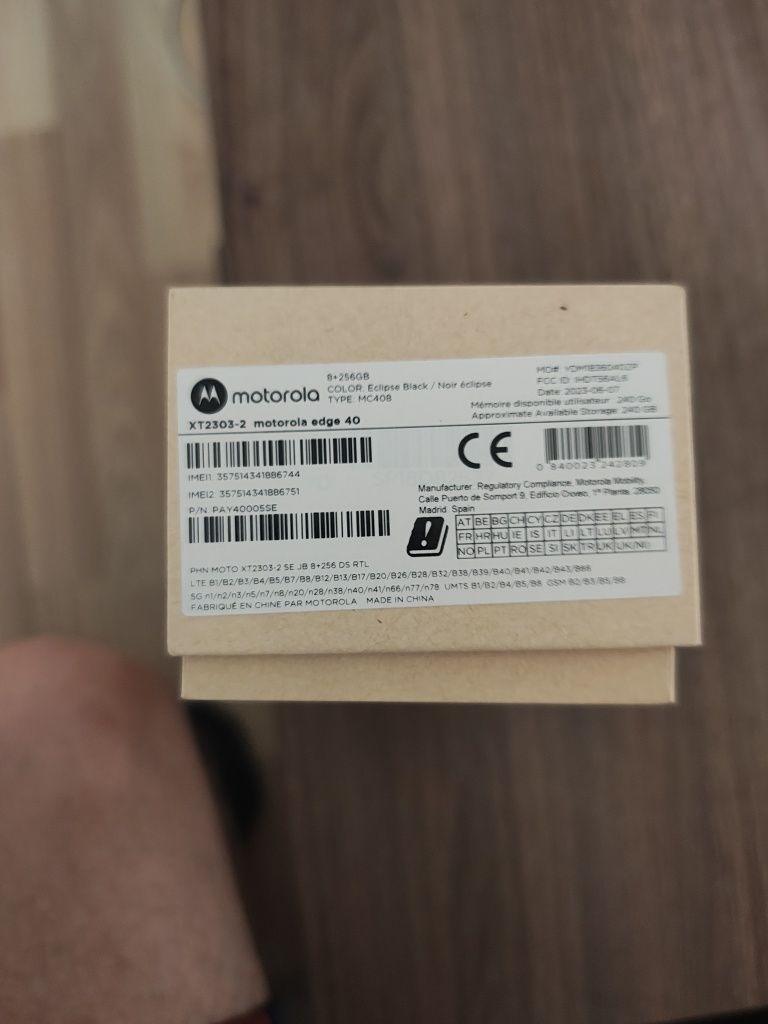 motorola
8+256GB
COLOR: Eclipse Black / Noir éclipse
TYPE: MC408
Date: 2023-06-07
Mémoire disponible utilisateur : 240 Go
Approximate Available Storage: 240 GB
XT2303-2 motorola edge 40
IMEI1: 357514341886744
IMEI2: 357514341886751
P/N: PAY40005SE
CE
0 840023 242809
Manufacturer: Regulatory Compliance, Motorola Mobility,
Calle Puerto de Somport 9, Edificio 1ª Planta, 28050
Madrid, Spain
AT BE BG CH CY CZ DE DK EE EL ES FI
FR HR HU IE IS IT LI LT LU LV MT NL
NO PL PT RO SE SI SK TR UK UK(NI)
PHN MOTO XT2303-2 SE JB 8+256 DS RTL
LTE B1/B2/B3/B4/B5/B7/B8/B12/B13/B17/B20/B26/B28/B32/B38/B39/B40/B41/B42/B43/B66
5G n1/n2/n3/n5/n7/n8/n20/n28/n38/n40/n41/n66/n77/n78 UMTS B1/B2/B4/B5/B8 GSM B2/B3/B5/B8
FABRIQUÉ EN CHINE PAR MOTOROLA MADE IN CHINA